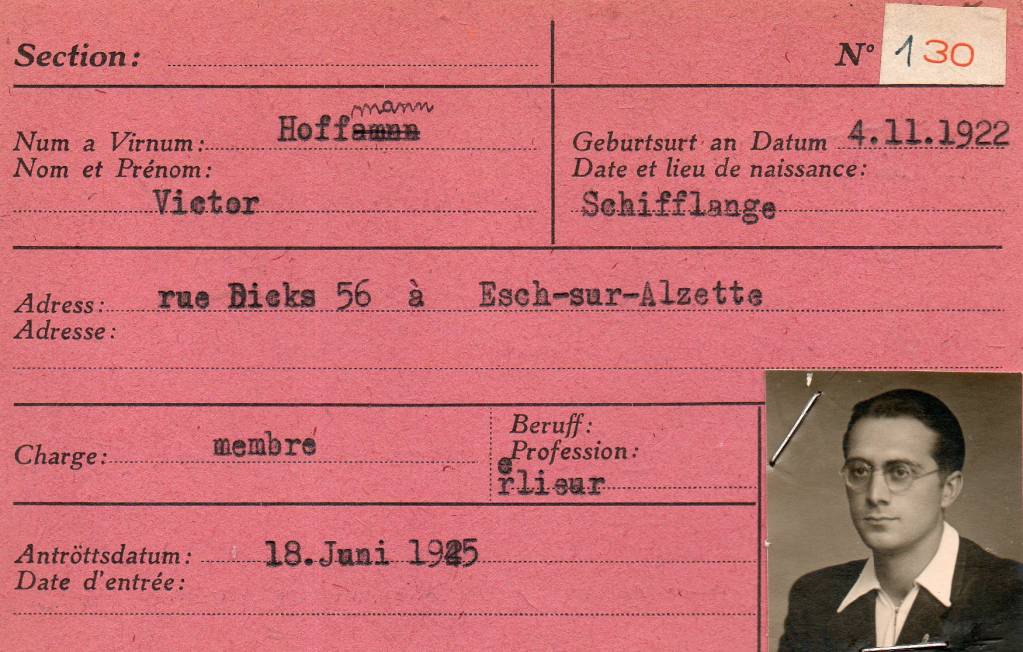 Section:
N° 130
mann
Num a Virnum: Hoffamnn
Nom et Prénom:
Victor
Geburtsurt an Datum 4.11.1922
Date et lieu de naissance:
Schifflange
Adress: rue Dicks 56 à Esch-sur-Alzette
Adresse:
Charge: membre
Beruff:
Profession:
erlieur
Antröttsdatum: 18.Juni 1945
Date d'entrée: